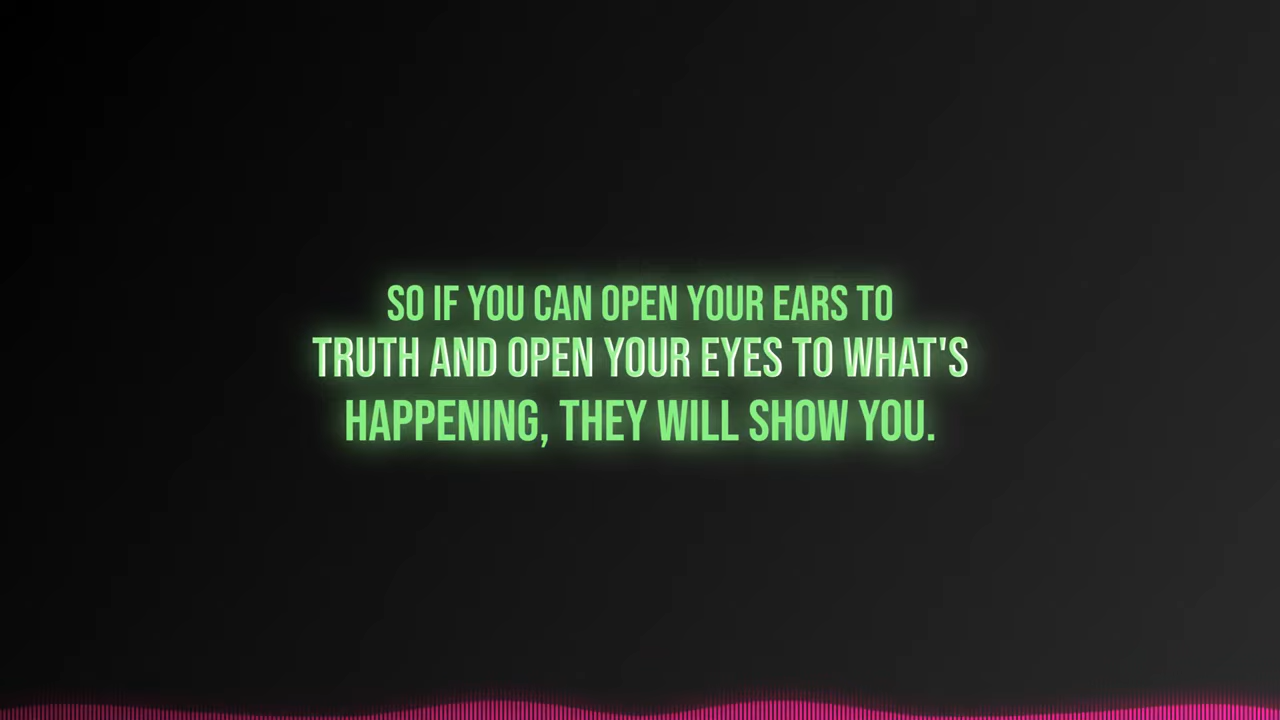 SO IF YOU CAN OPEN YOUR EARS TO
TRUTH AND OPEN YOUR EYES TO WHAT'S
HAPPENING, THEY WILL SHOW YOU.